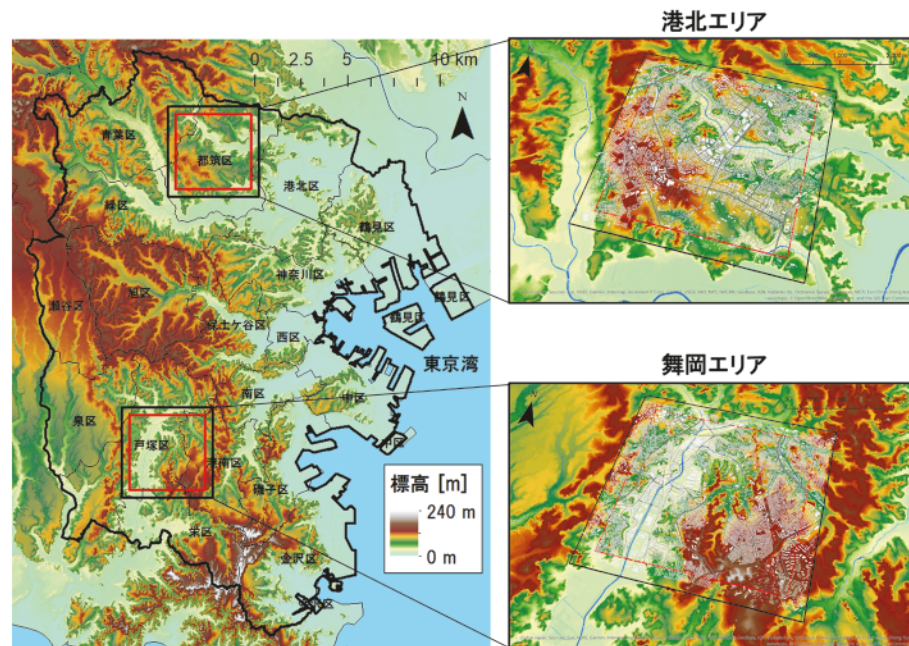 港北エリア
0 2.5 5 10 km
N
青葉区
都筑区
港北区
緑区
鶴見区
神奈川区
鶴見区
瀬谷区
旭区
鶴見区
保土ケ谷区
西区
東京湾
舞岡エリア
南区
中区
泉区
戸塚区
港南区
中区
磯子区
標高 [m]
240 m
0 m
栄区
金沢区